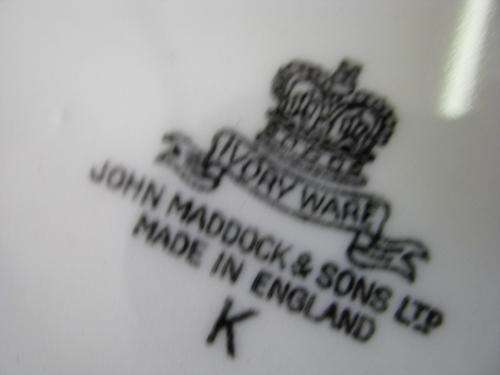 IVORY WARE
JOHN MADDOCK & SONS LTD
MADE IN ENGLAND
K